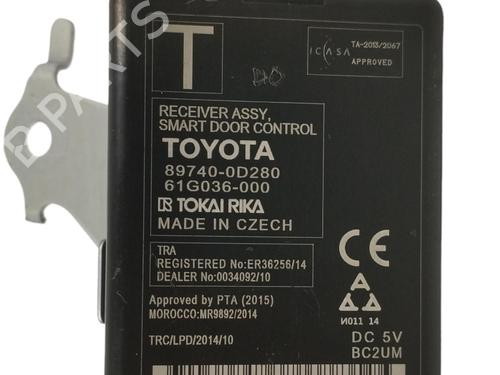 T
ICASA
TA-2013/2067
APPROVED
RECEIVER ASSY,
SMART DOOR CONTROL
TOYOTA
89740-0D280
61G036-000
TOKAI RIKA
MADE IN CZECH
TRA
REGISTERED No:ER36256/14
DEALER No:0034092/10
Approved by PTA (2015)
MOROCCO:MR9892/2014
TRC/LPD/2014/10
CE
И011 14
DC 5V
BC2UM